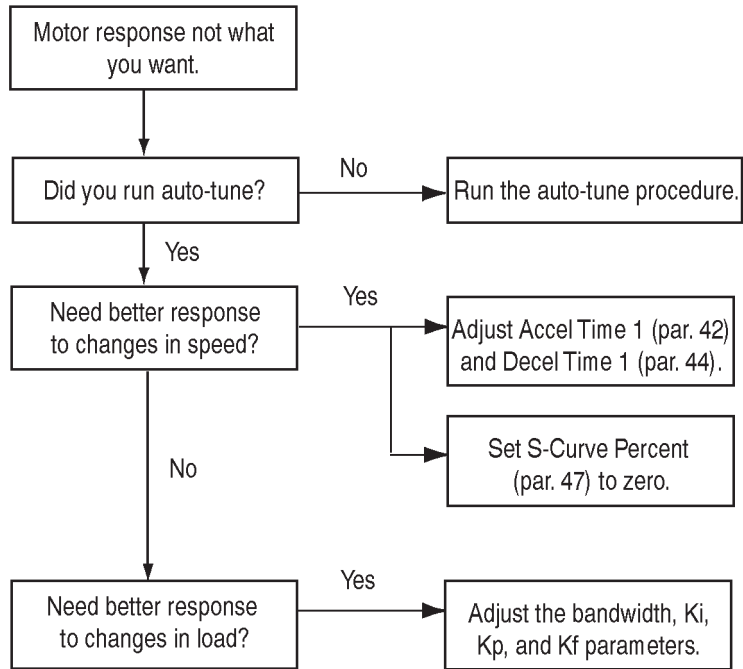 Motor response not what
you want.
Did you run auto-tune?
No
Run the auto-tune procedure.
Yes
Need better response
to changes in speed?
Yes
Adjust Accel Time 1 (par. 42)
and Decel Time 1 (par. 44).
Set S-Curve Percent
(par. 47) to zero.
No
Need better response
to changes in load?
Yes
Adjust the bandwidth, Ki,
Kp, and Kf parameters.